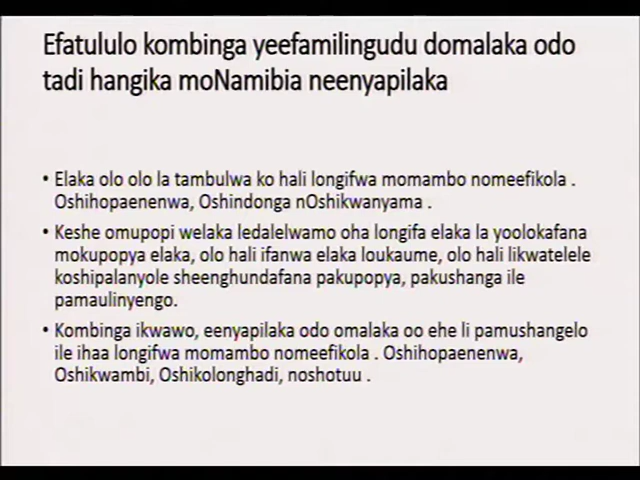 Efatululo kombinga yeefamilingudu domalaka odo
tadi hangika moNamibia neenyapilaka
• Elaka olo olo la tambulwa ko hali longifwa momambo nomeefikola .
Oshihopaenenwa, Oshindonga nOshikwanyama .
• Keshe omupopi welaka ledalelwamo oha longifa elaka la yoolokafana
mokupopya elaka, olo hali ifanwa elaka loukaume, olo hali likwatelele
koshipalanyole sheenghundafana pakupopya, pakushanga ile
pamaulinyengo.
• Kombinga ikwawo, eenyapilaka odo omalaka oo ehe li pamushangelo
ile ihaa longifwa momambo nomeefikola . Oshihopaenenwa,
Oshikwambi, Oshikolonghadi, noshotuu .